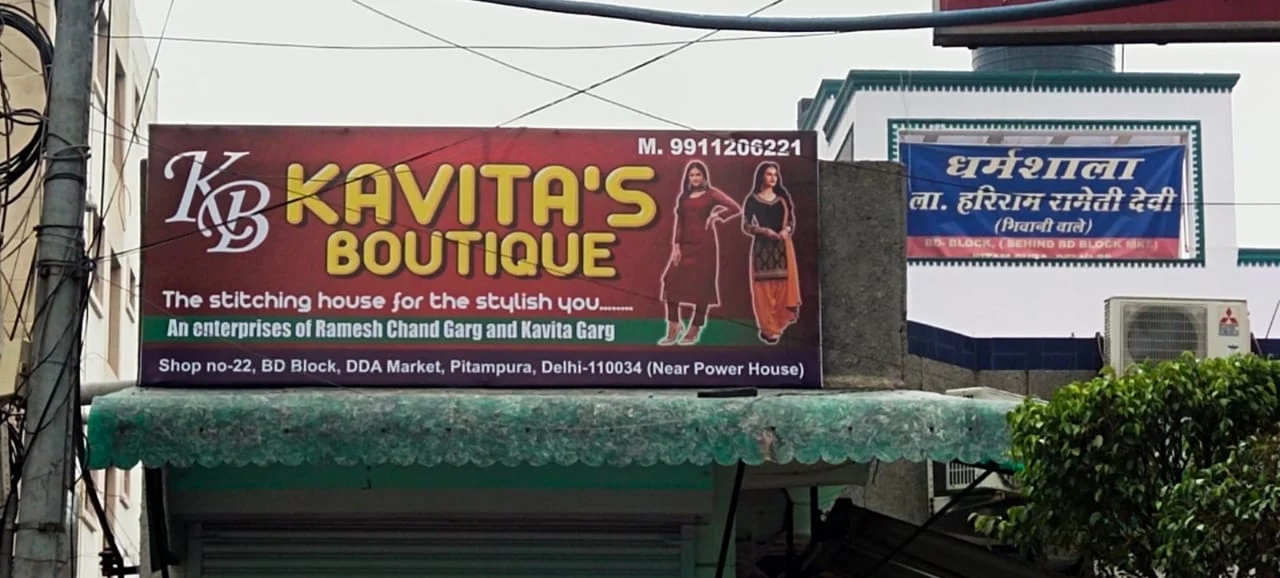 M. 9911206221
KB
KAVITA'S
BOUTIQUE
The stitching house for the stylish you........
An enterprises of Ramesh Chand Garg and Kavita Garg
Shop no-22, BD Block, DDA Market, Pitampura, Delhi-110034 (Near Power House)
धर्मशाला
ला. हरिराम रामेती देवी
(भिवानी वाले)
BD- BLOCK, ( BEHIND BD BLOCK MKT)